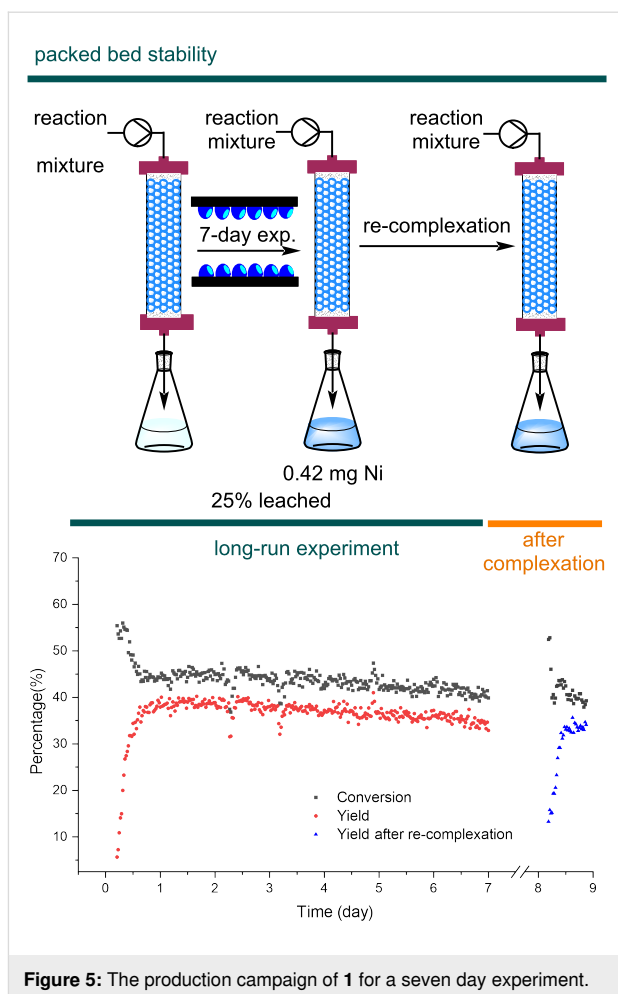 packed bed stability
reaction
mixture
reaction
mixture
reaction
mixture
7-day exp.
re-complexation
0.42 mg Ni
25% leached
long-run experiment
after
complexation
70
60
50
40
30
20
10
Percentage(%)
Conversion
Yield
Yield after re-complexation
0 1 2 3 4 5 6 7 8 9
Time (day)
Figure 5: The production campaign of 1 for a seven day experiment.